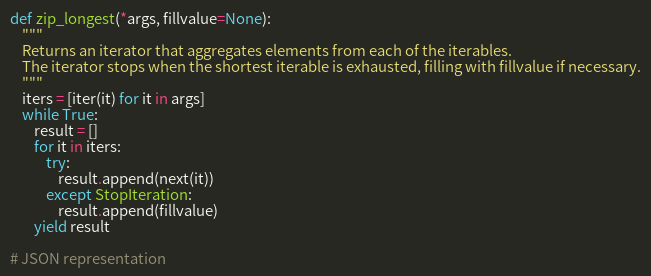 def zip_longest(*args, fillvalue=None):
"""
Returns an iterator that aggregates elements from each of the iterables.
The iterator stops when the shortest iterable is exhausted, filling with fillvalue if necessary.
"""
iters = [iter(it) for it in args]
while True:
result = []
for it in iters:
try:
result.append(next(it))
except StopIteration:
result.append(fillvalue)
yield result
# JSON representation